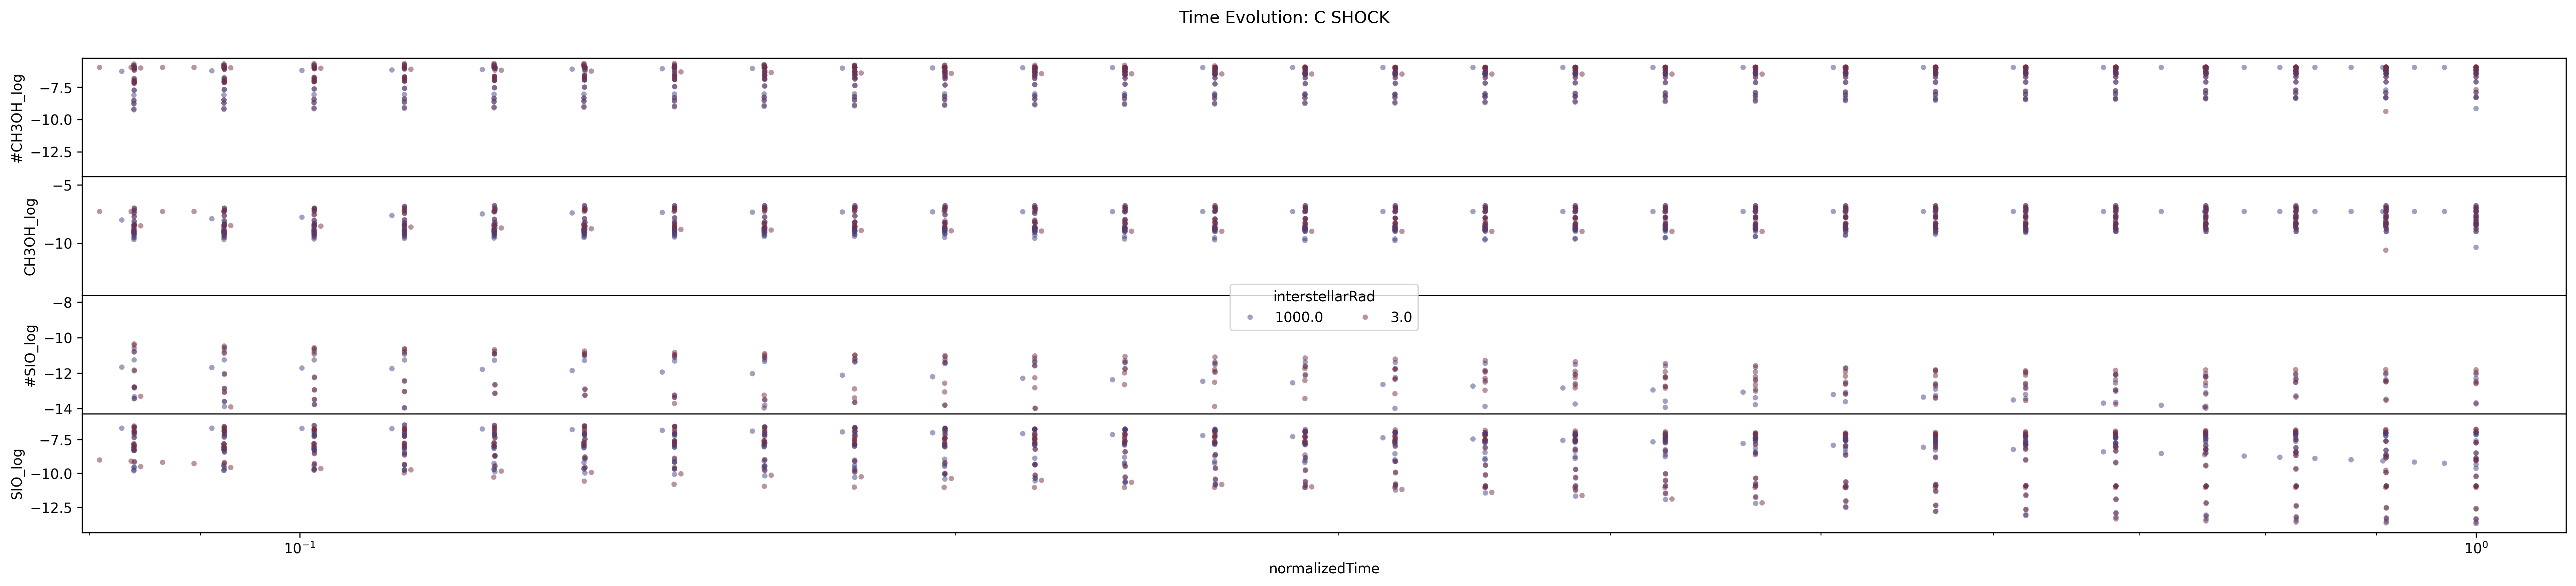 Time Evolution: C SHOCK
#CH3OH_log
−7.5
−10.0
−12.5
CH3OH_log
−5
−10
#SIO_log
−8
−10
−12
−14
interstellarRad
1000.0 3.0
SIO_log
−7.5
−10.0
−12.5
10⁻¹ 10⁰
normalizedTime